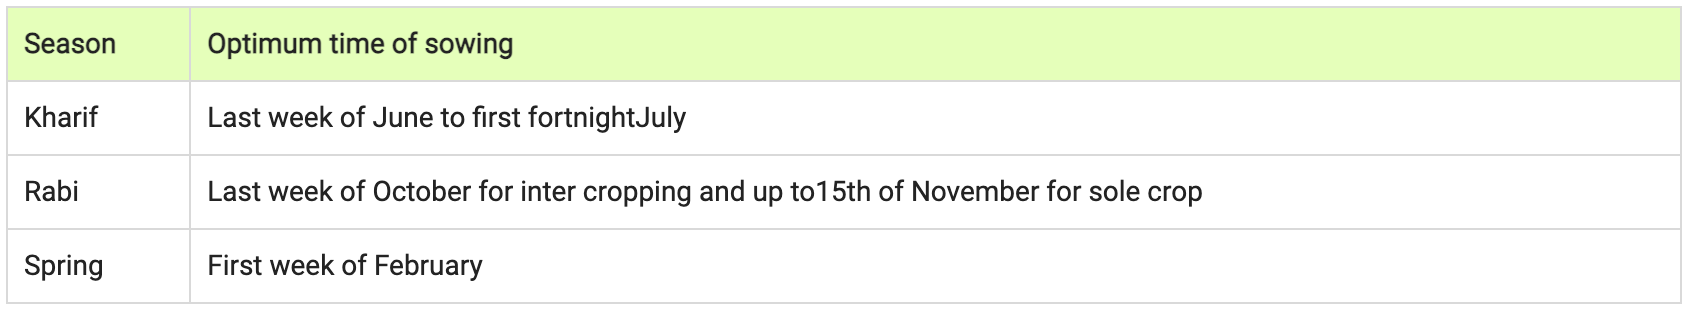 Season Optimum time of sowing
Kharif Last week of June to first fortnightJuly
Rabi Last week of October for inter cropping and up to15th of November for sole crop
Spring First week of February